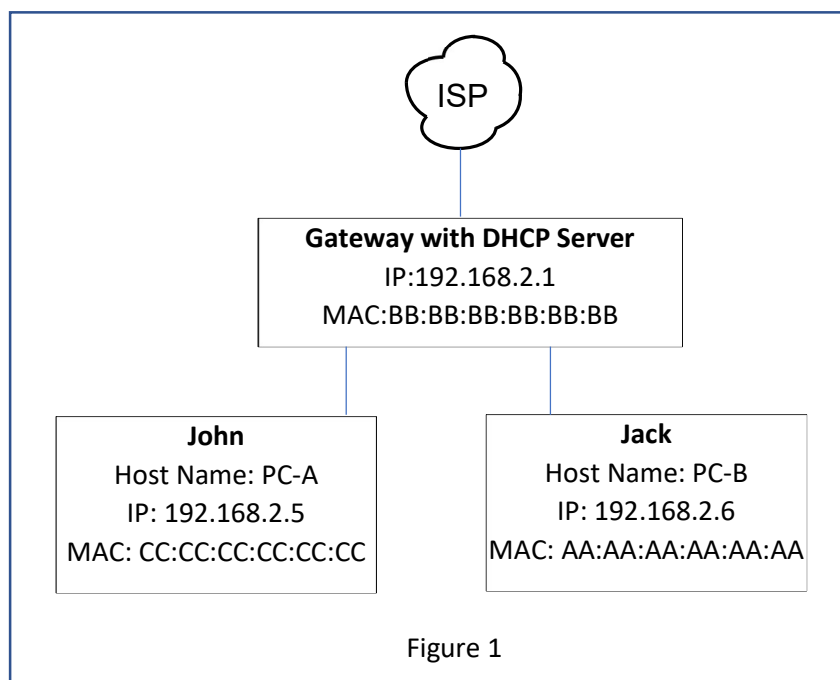 ISP
Gateway with DHCP Server
IP:192.168.2.1
MAC:BB:BB:BB:BB:BB:BB
John
Host Name: PC-A
IP: 192.168.2.5
MAC: CC:CC:CC:CC:CC:CC
Jack
Host Name: PC-B
IP: 192.168.2.6
MAC: AA:AA:AA:AA:AA:AA
Figure 1